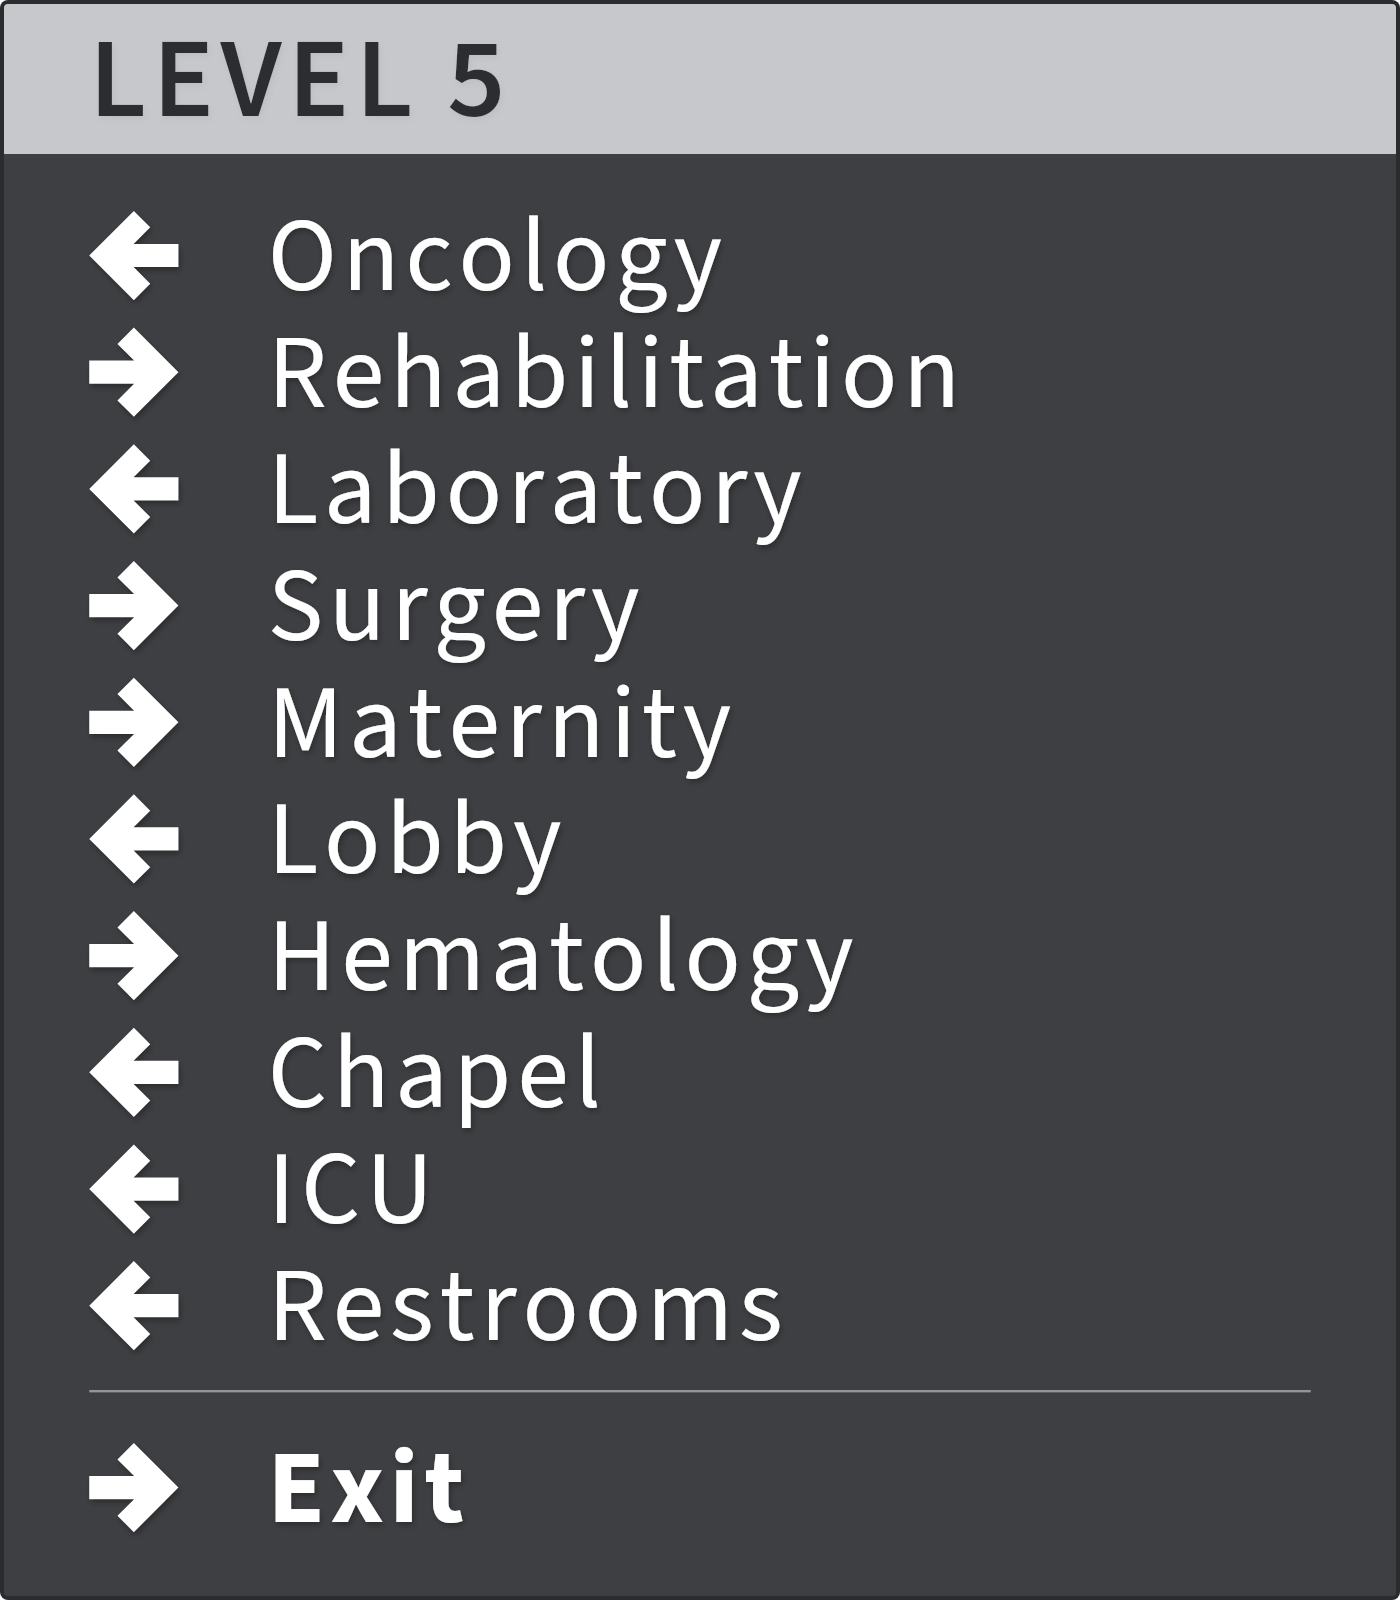 LEVEL 5
Oncology
Rehabilitation
Laboratory
Surgery
Maternity
Lobby
Hematology
Chapel
ICU
Restrooms
Exit